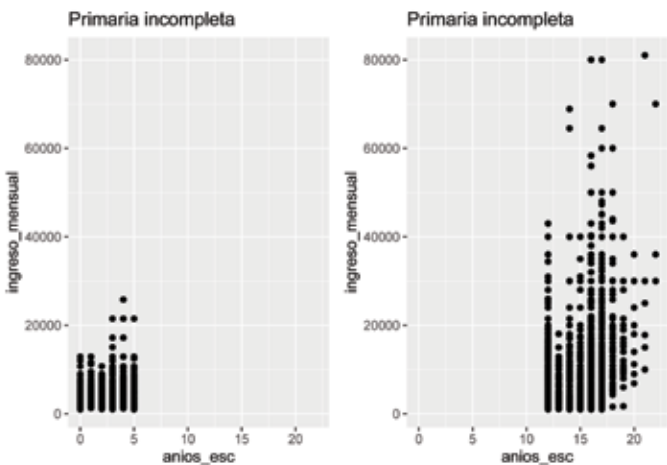 Primaria incompleta
80000
60000
40000
20000
0
ingreso_mensual
0 5 10 15 20
anios_esc
Primaria incompleta
80000
60000
40000
20000
0
ingreso_mensual
0 5 10 15 20
anios_esc